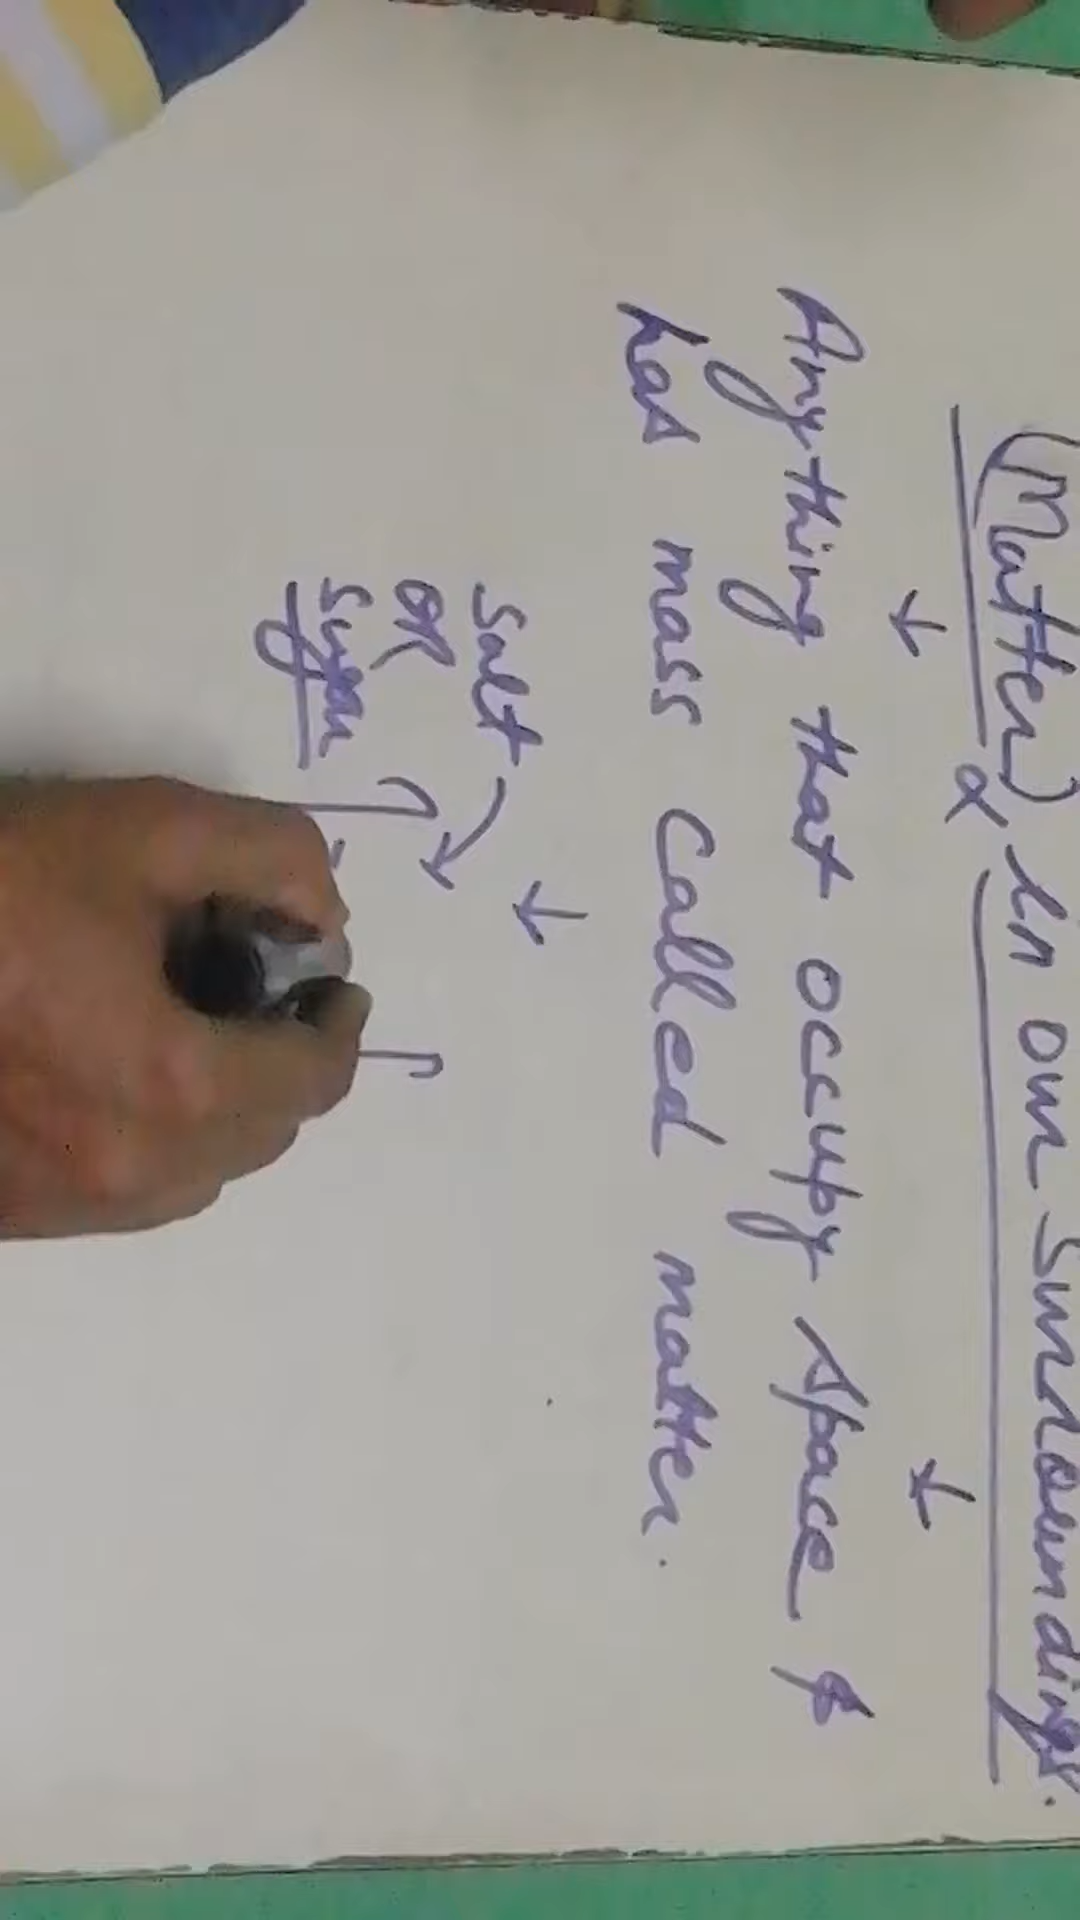 (Matter) in our Surroundings.
Anything that occupy space &
has mass called matter.
Salt
OR
Sugar